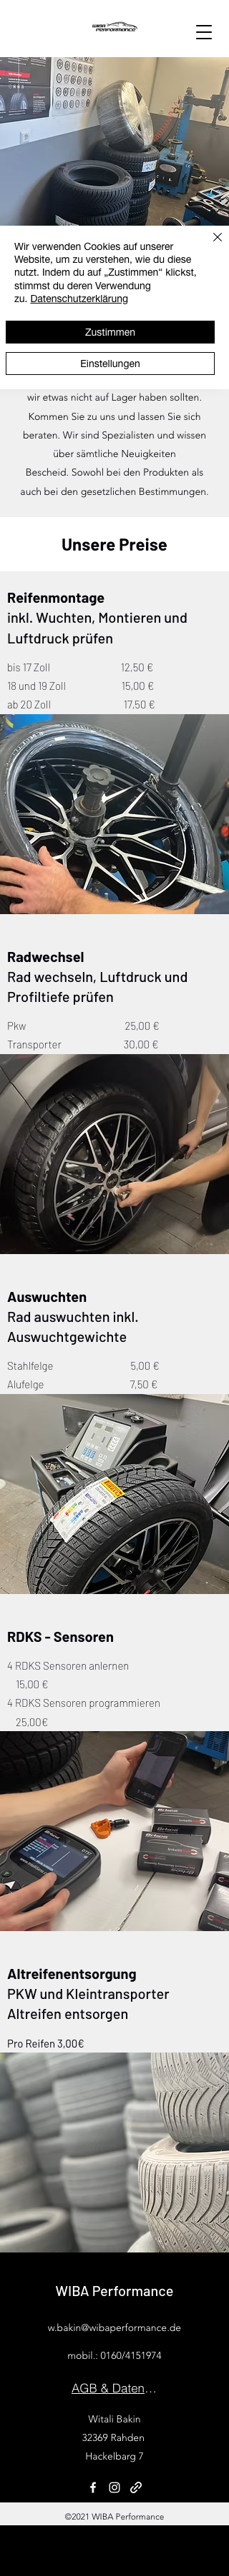 WIBA
PERFORMANCE
Wir verwenden Cookies auf unserer
Website, um zu verstehen, wie du diese
nutzt. Indem du auf „Zustimmen“ klickst,
stimmst du deren Verwendung
zu. Datenschutzerklärung
Zustimmen
Einstellungen
wir etwas nicht auf Lager haben sollten.
Kommen Sie zu uns und lassen Sie sich
beraten. Wir sind Spezialisten und wissen
über sämtliche Neuigkeiten
Bescheid. Sowohl bei den Produkten als
auch bei den gesetzlichen Bestimmungen.
Unsere Preise
Reifenmontage
inkl. Wuchten, Montieren und
Luftdruck prüfen
bis 17 Zoll 12,50 €
18 und 19 Zoll 15,00 €
ab 20 Zoll 17,50 €
Radwechsel
Rad wechseln, Luftdruck und
Profiltiefe prüfen
Pkw 25,00 €
Transporter 30,00 €
Auswuchten
Rad auswuchten inkl.
Auswuchtgewichte
Stahlfelge 5,00 €
Alufelge 7,50 €
RDKS - Sensoren
4 RDKS Sensoren anlernen
15,00 €
4 RDKS Sensoren programmieren
25,00€
Altreifenentsorgung
PKW und Kleintransporter
Altreifen entsorgen
Pro Reifen 3,00€
WIBA Performance
w.bakin@wibaperformance.de
mobil.: 0160/4151974
AGB & Daten…
Witali Bakin
32369 Rahden
Hackelbarg 7
©2021 WIBA Performance